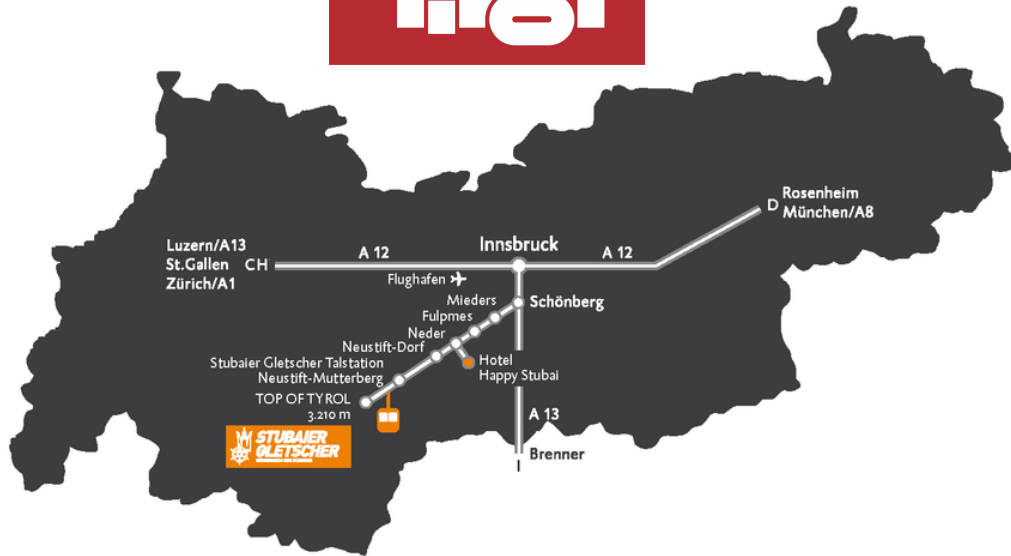 Rosenheim
D
München/A8
Luzern/A13
St.Gallen
CH
Zürich/A1
A 12
Innsbruck
A 12
Flughafen
Mieders
Schönberg
Fulpmes
Neder
Neustift-Dorf
Hotel
Happy Stubai
Stubaier Gletscher Talstation
Neustift-Mutterberg
TOP OF TYROL
3.210 m
A 13
STUBAIER
GLETSCHER
Brenner
I